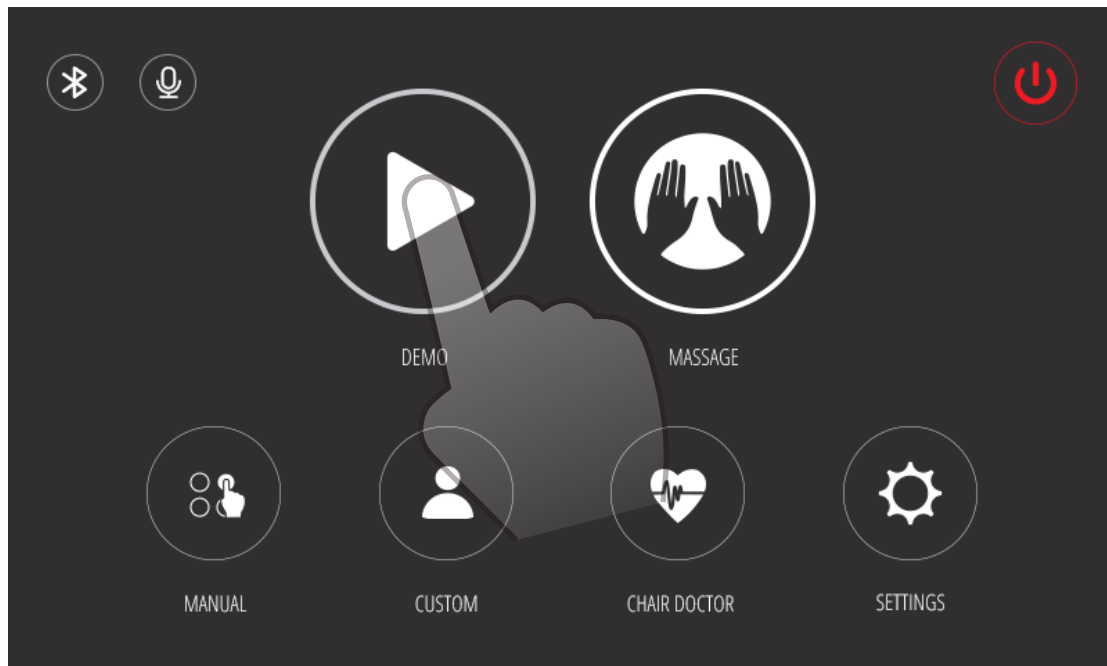 DEMO
MASSAGE
MANUAL
CUSTOM
CHAIR DOCTOR
SETTINGS